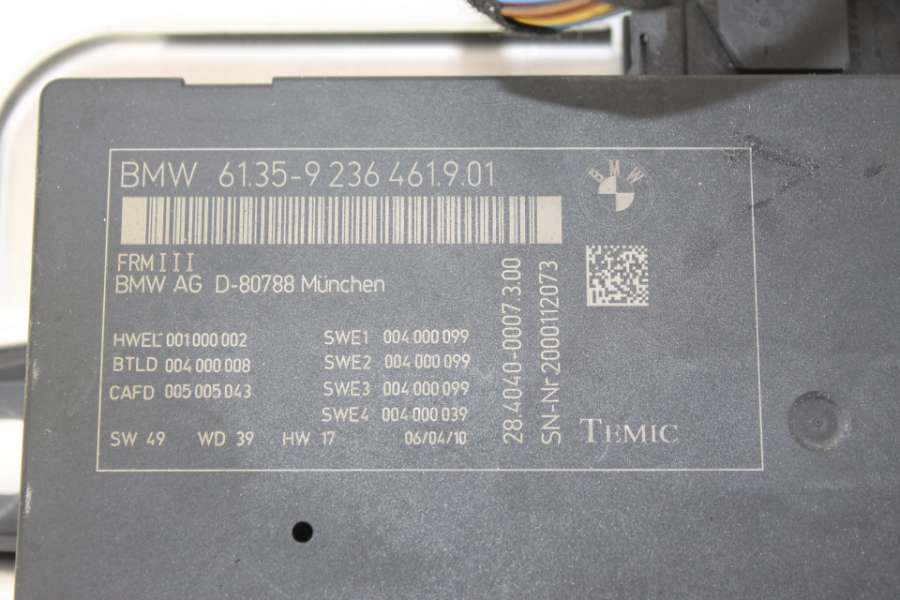 BMW 61.35-9 236 461.9.01
BMW
FRM III
BMW AG D-80788 München
HWEL 001 000 002
BTLD 004 000 008
CAFD 005 005 043
SWE1 004 000 099
SWE2 004 000 099
SWE3 004 000 099
SWE4 004 000 039
SW 49 WD 39 HW 17 06/04/10
28.4040-0007.3.00
SN-Nr 2000112073
TEMIC